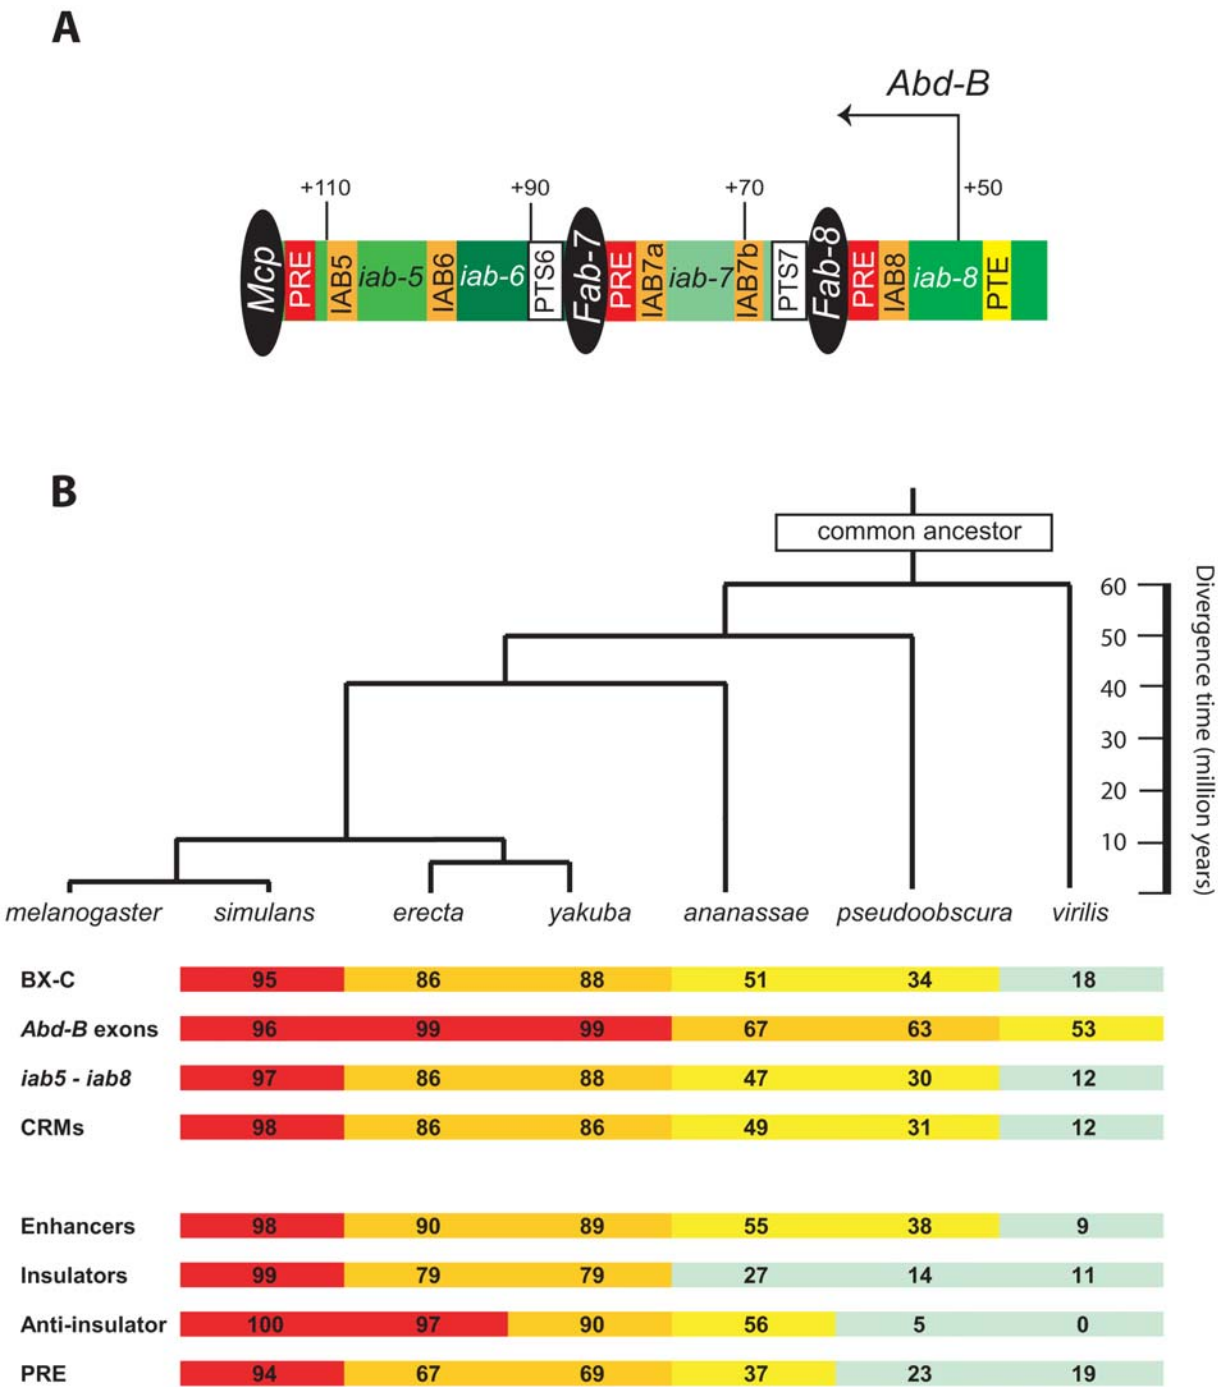 A
Abd-B
+110 +90 +70 +50
Mcp PRE IAB5 iab-5 IAB6 iab-6 PTS6 Fab-7 PRE IAB7a iab-7 IAB7b PTS7 Fab-8 PRE IAB8 iab-8 PTE
B
common ancestor
60
50
40
30
20
10
Divergence time (million years)
melanogaster simulans erecta yakuba ananassae pseudoobscura virilis
BX-C 95 86 88 51 34 18
Abd-B exons 96 99 99 67 63 53
iab5 - iab8 97 86 88 47 30 12
CRMs 98 86 86 49 31 12
Enhancers 98 90 89 55 38 9
Insulators 99 79 79 27 14 11
Anti-insulator 100 97 90 56 5 0
PRE 94 67 69 37 23 19